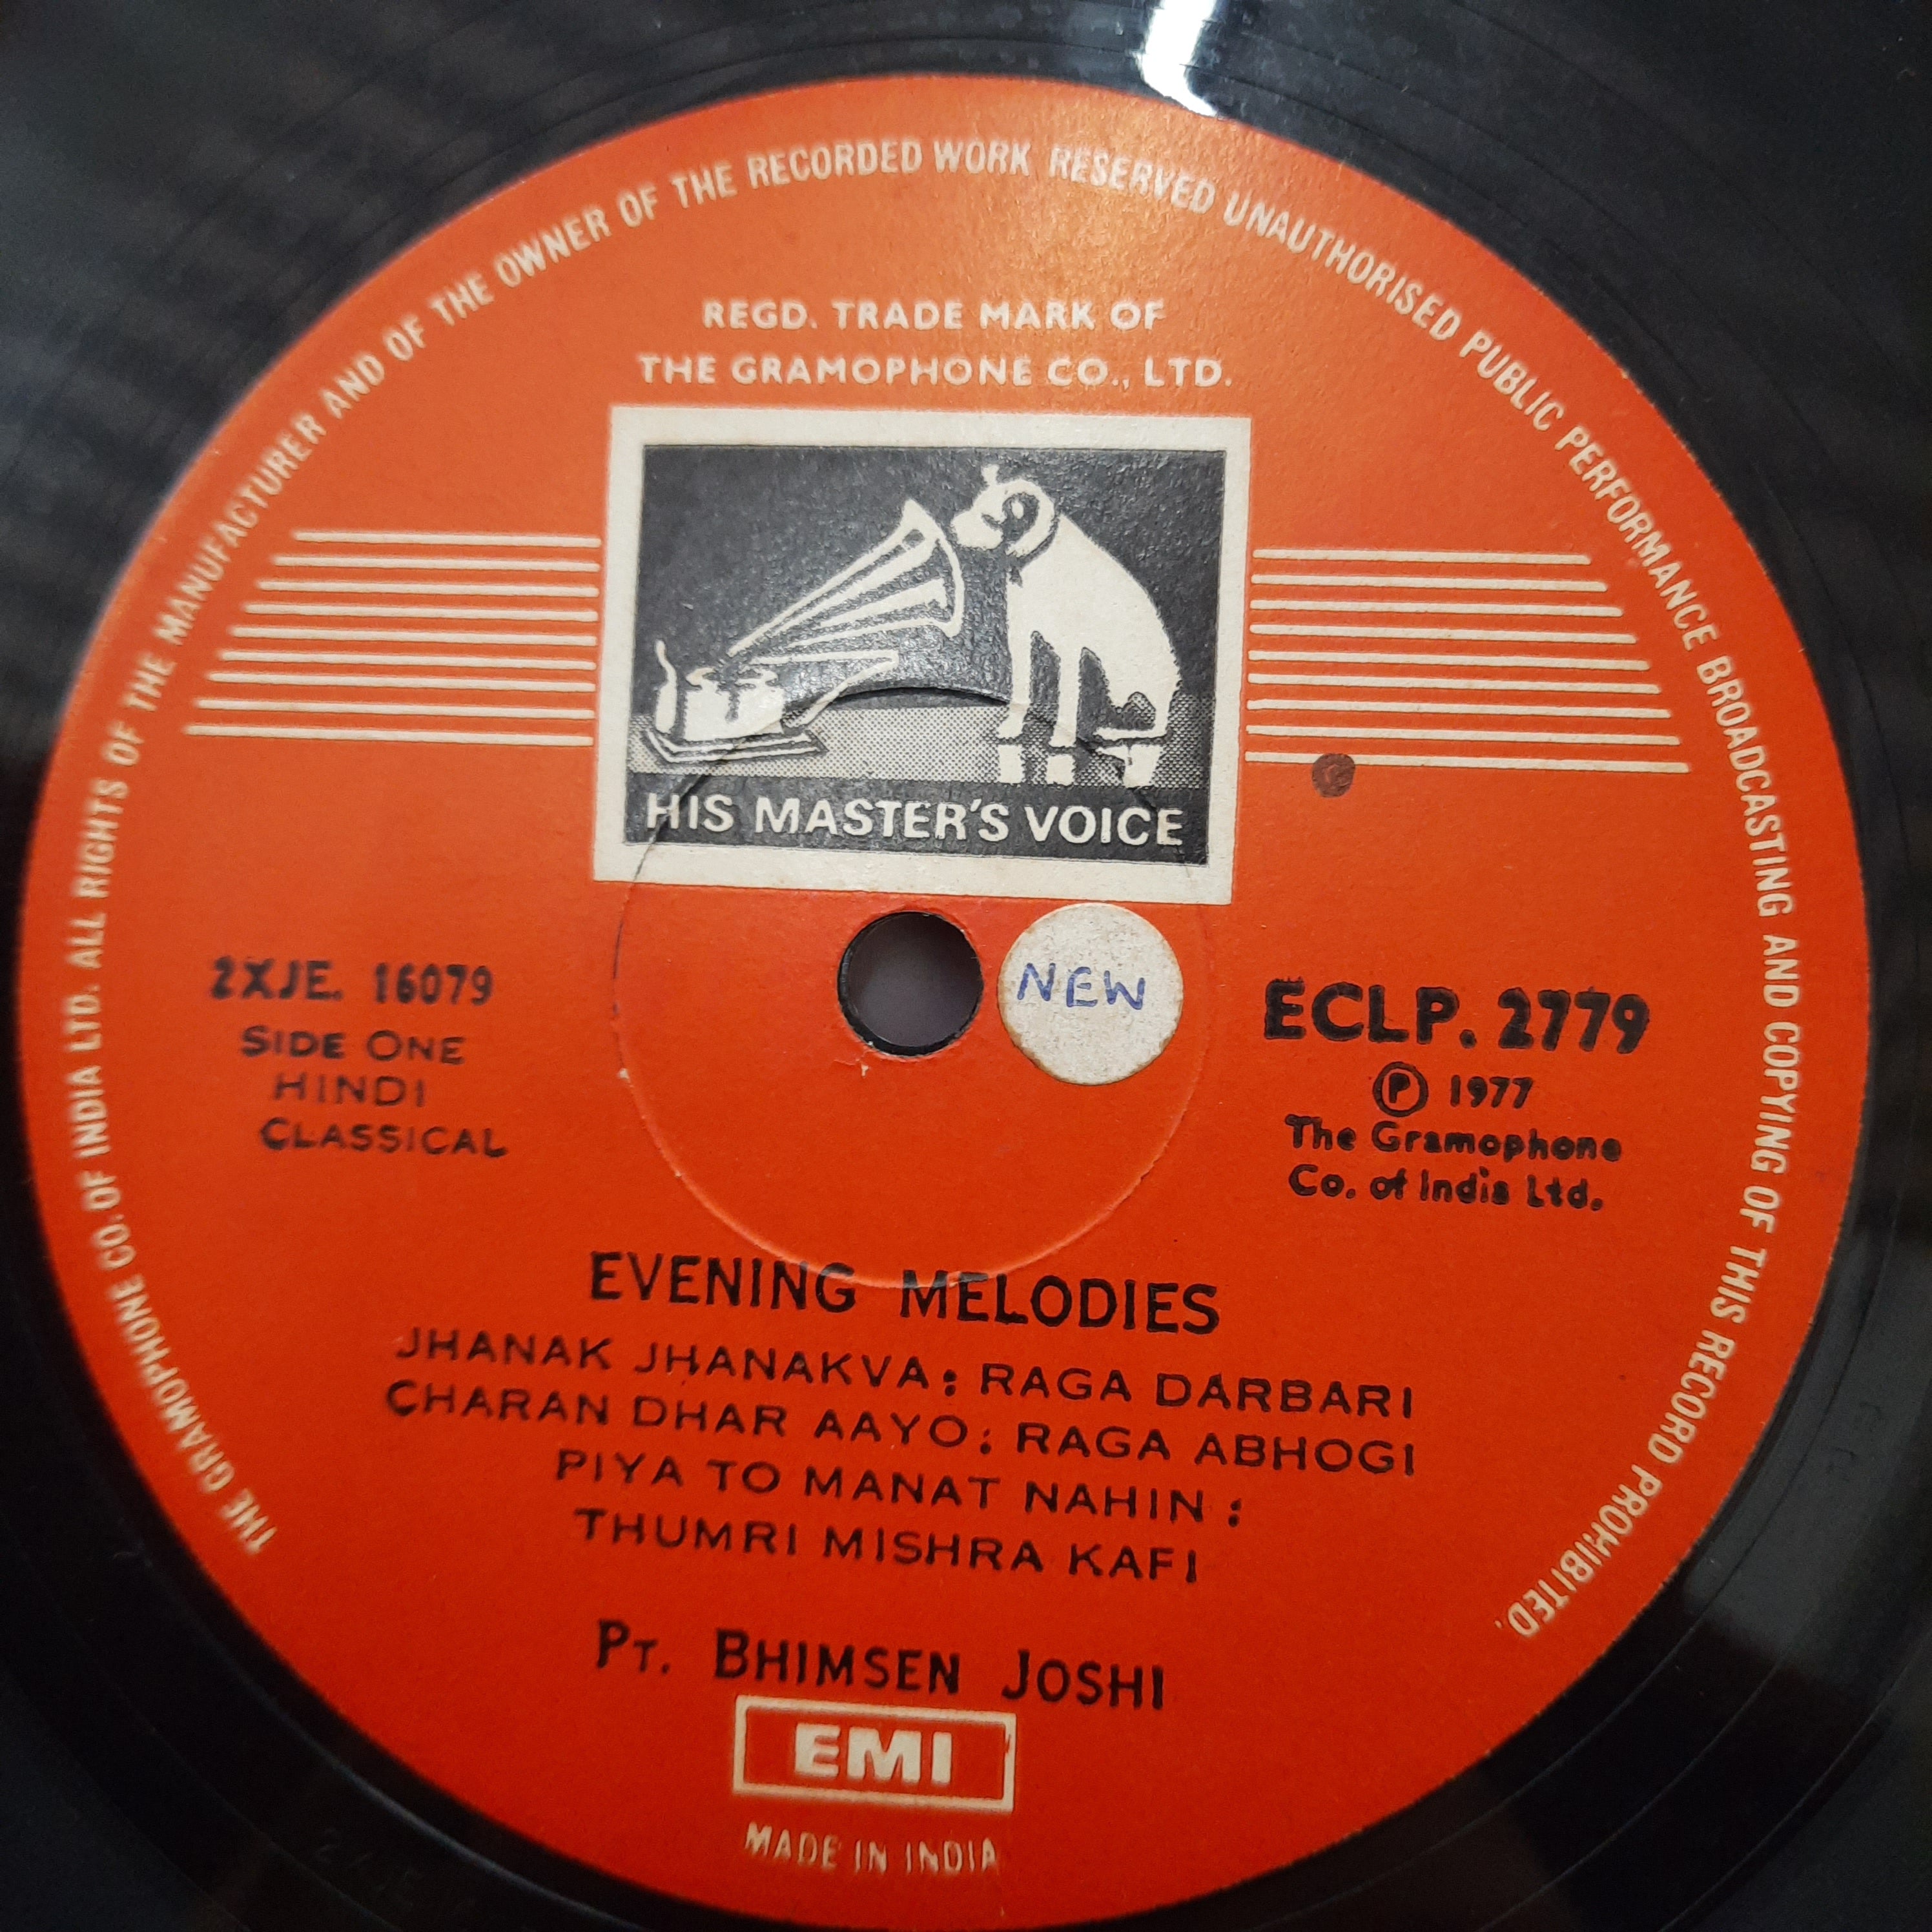 THE GRAMOPHONE CO. OF INDIA LTD. ALL RIGHTS OF THE MANUFACTURER AND OF THE OWNER OF THE RECORDED WORK RESERVED UNAUTHORISED PUBLIC PERFORMANCE BROADCASTING AND COPYING OF THIS RECORD PROHIBITED.
REGD. TRADE MARK OF
THE GRAMOPHONE CO., LTD.
HIS MASTER'S VOICE
2XJE. 16079
SIDE ONE
HINDI
CLASSICAL
NEW
ECLP. 2779
Ⓟ 1977
The Gramophone
Co. of India Ltd.
EVENING MELODIES
JHANAK JHANAKVA: RAGA DARBARI
CHARAN DHAR AAYO: RAGA ABHOGI
PIYA TO MANAT NAHIN :
THUMRI MISHRA KAFI
PT. BHIMSEN JOSHI
EMI
MADE IN INDIA